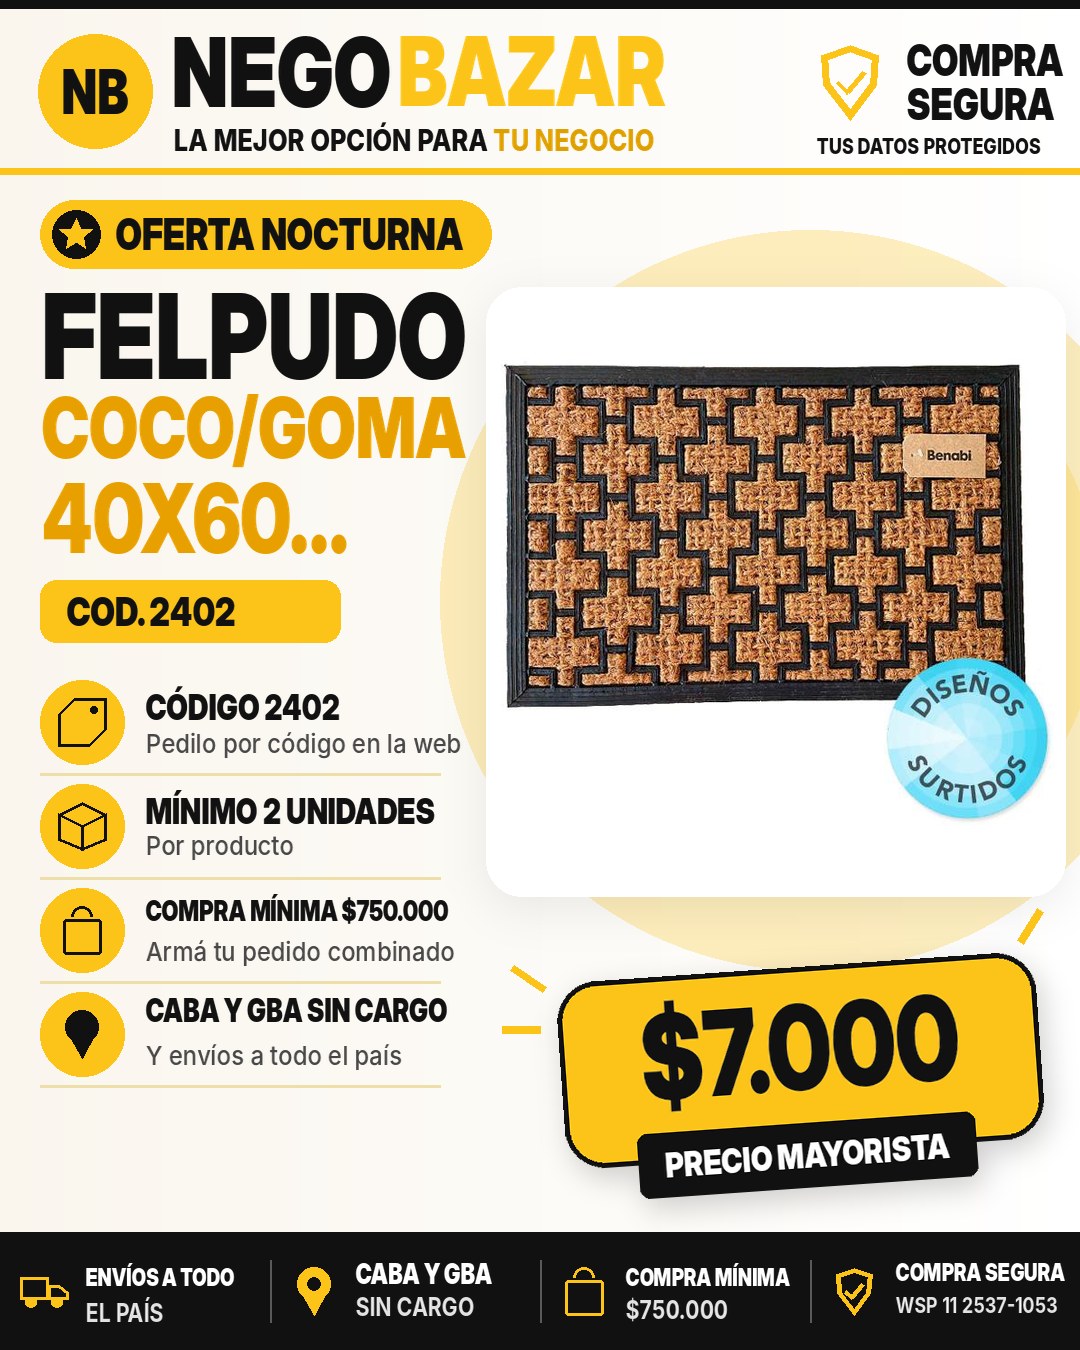 NB
NEGOBAZAR
LA MEJOR OPCIÓN PARA TU NEGOCIO
COMPRA
SEGURA
TUS DATOS PROTEGIDOS
OFERTA NOCTURNA
FELPUDO
COCO/GOMA
40X60...
COD. 2402
CÓDIGO 2402
Pedilo por código en la web
MÍNIMO 2 UNIDADES
Por producto
COMPRA MÍNIMA $750.000
Armá tu pedido combinado
CABA Y GBA SIN CARGO
Y envíos a todo el país
Benabi
DISEÑOS
SURTIDOS
$7.000
PRECIO MAYORISTA
ENVÍOS A TODO
EL PAÍS
CABA Y GBA
SIN CARGO
COMPRA MÍNIMA
$750.000
COMPRA SEGURA
WSP 11 2537-1053